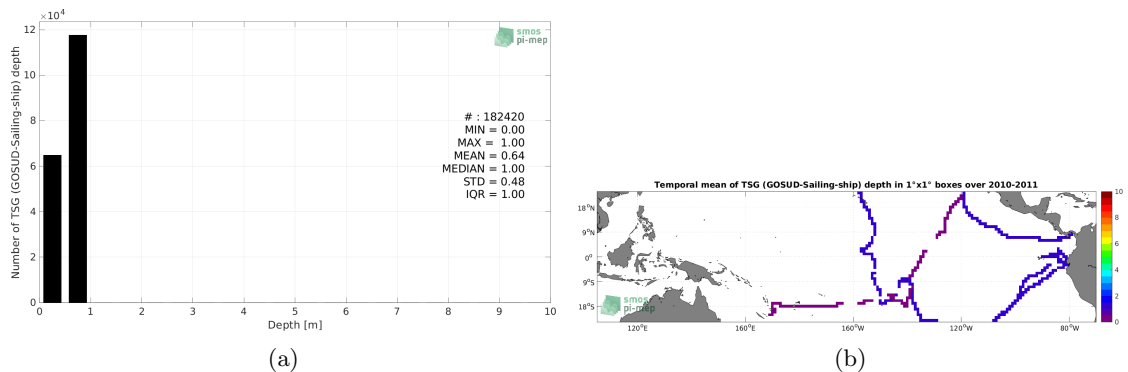 ×10⁴
12
10
8
6
4
2
0
Number of TSG (GOSUD-Sailing-ship) depth
smos
pi-mep
# : 182420
MIN = 0.00
MAX = 1.00
MEAN = 0.64
MEDIAN = 1.00
STD = 0.48
IQR = 1.00
0 1 2 3 4 5 6 7 8 9 10
Depth [m]
(a)
Temporal mean of TSG (GOSUD-Sailing-ship) depth in 1°x1° boxes over 2010-2011
18°N
9°N
0°
9°S
18°S
smos
pi-mep
120°E 160°E 160°W 120°W 80°W
10
8
6
4
2
0
(b)